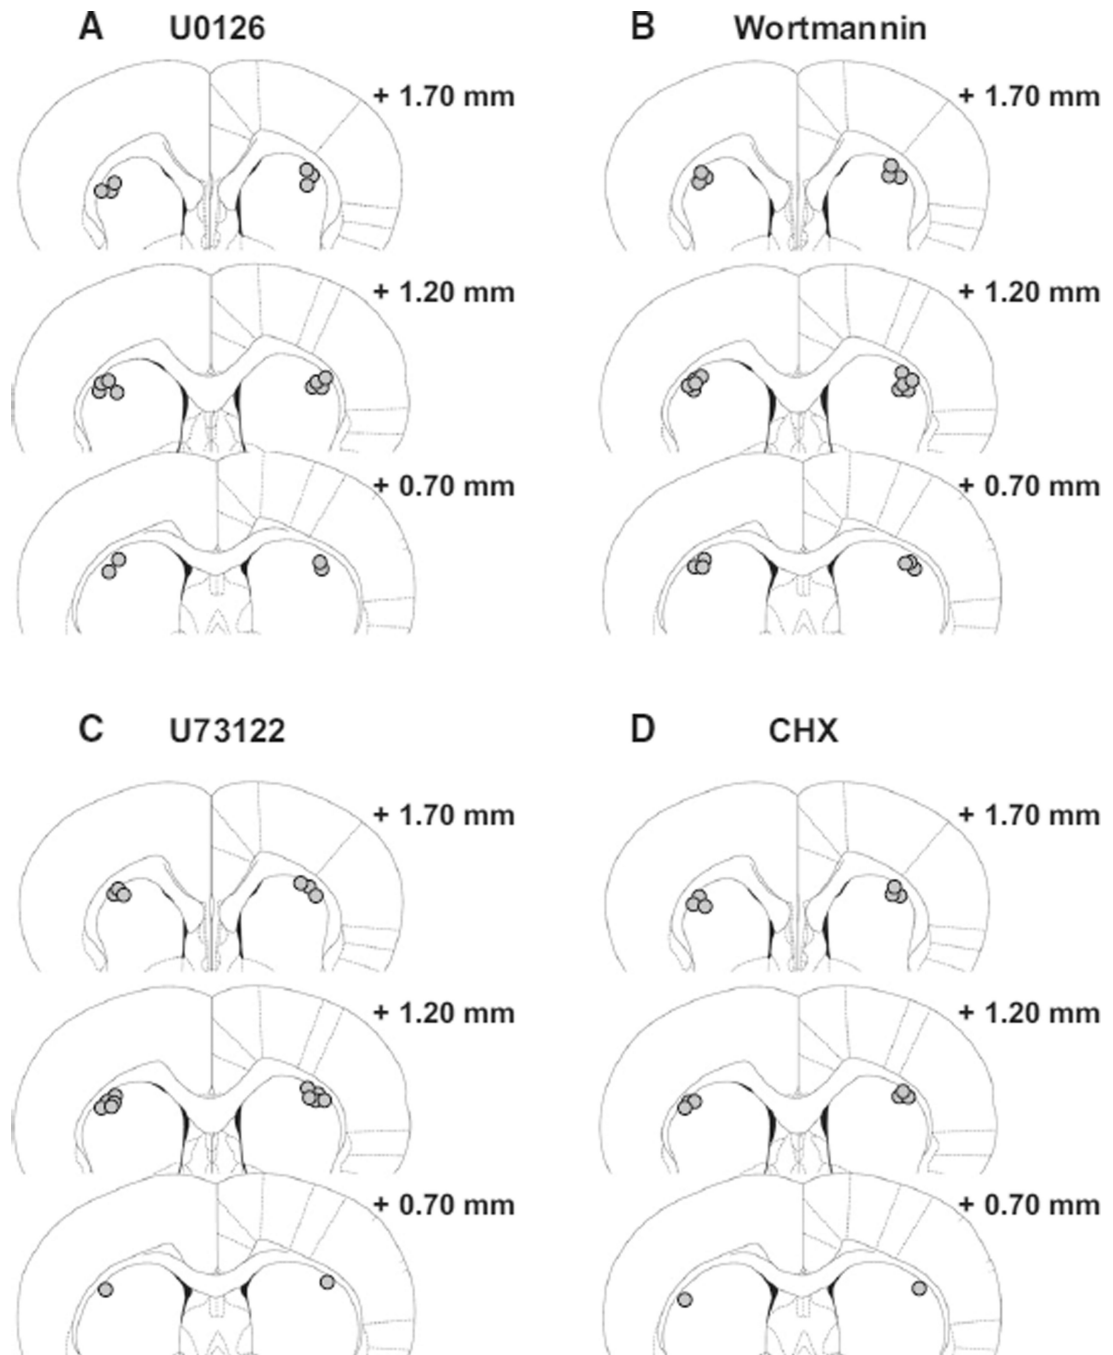 A U0126
+ 1.70 mm
+ 1.20 mm
+ 0.70 mm
B Wortmannin
+ 1.70 mm
+ 1.20 mm
+ 0.70 mm
C U73122
+ 1.70 mm
+ 1.20 mm
+ 0.70 mm
D CHX
+ 1.70 mm
+ 1.20 mm
+ 0.70 mm